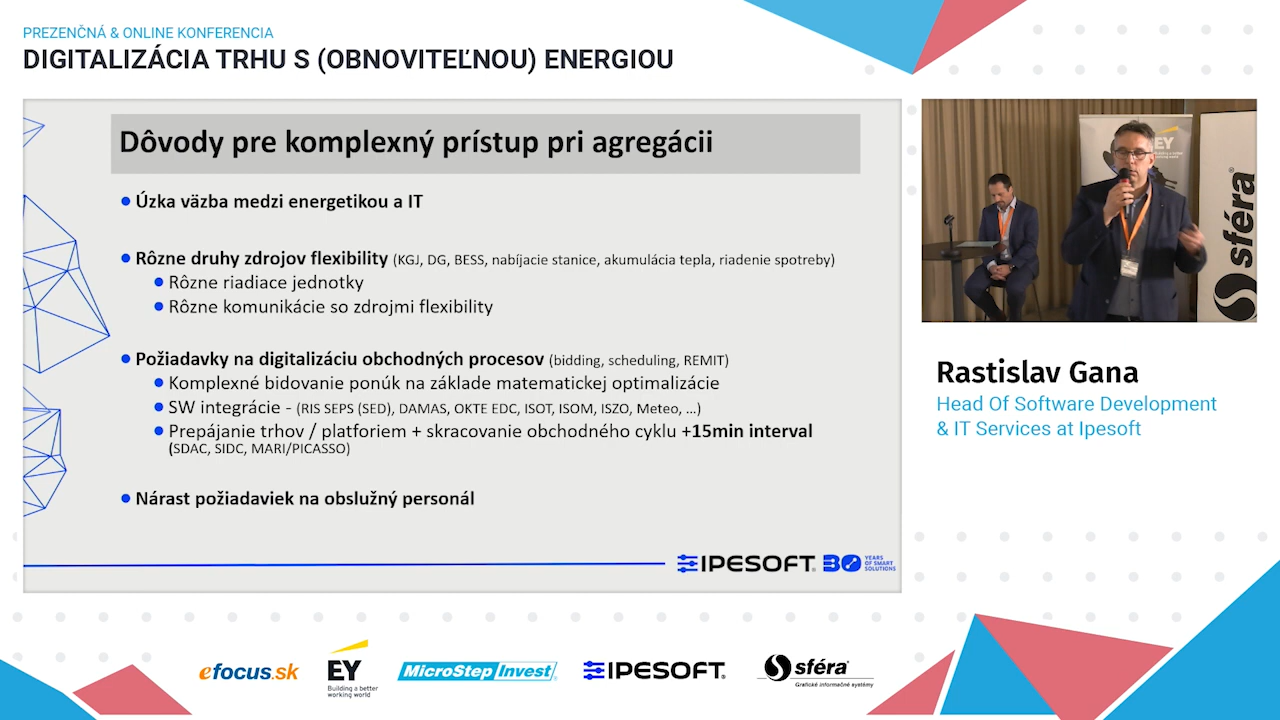 PREZENČNÁ & ONLINE KONFERENCIA
DIGITALIZÁCIA TRHU S (OBNOVITEĽNOU) ENERGIOU
Dôvody pre komplexný prístup pri agregácii
Úzka väzba medzi energetikou a IT
Rôzne druhy zdrojov flexibility (KGJ, DG, BESS, nabíjacie stanice, akumulácia tepla, riadenie spotreby)
Rôzne riadiace jednotky
Rôzne komunikácie so zdrojmi flexibility
Požiadavky na digitalizáciu obchodných procesov (bidding, scheduling, REMIT)
Komplexné bidovanie ponúk na základe matematickej optimalizácie
SW integrácie - (RIS SEPS (SED), DAMAS, OKTE EDC, ISOT, ISOM, ISZO, Meteo, ...)
Prepájanie trhov / platforiem + skracovanie obchodného cyklu +15min interval
(SDAC, SIDC, MARI/PICASSO)
Nárast požiadaviek na obslužný personál
IPESOFT® 30 YEARS OF SMART SOLUTIONS
EY
sféra®
Rastislav Gana
Head Of Software Development
& IT Services at Ipesoft
efocus.sk
EY
Building a better
working world
MicroStep Invest
IPESOFT®
sféra®
Grafické informačné systémy